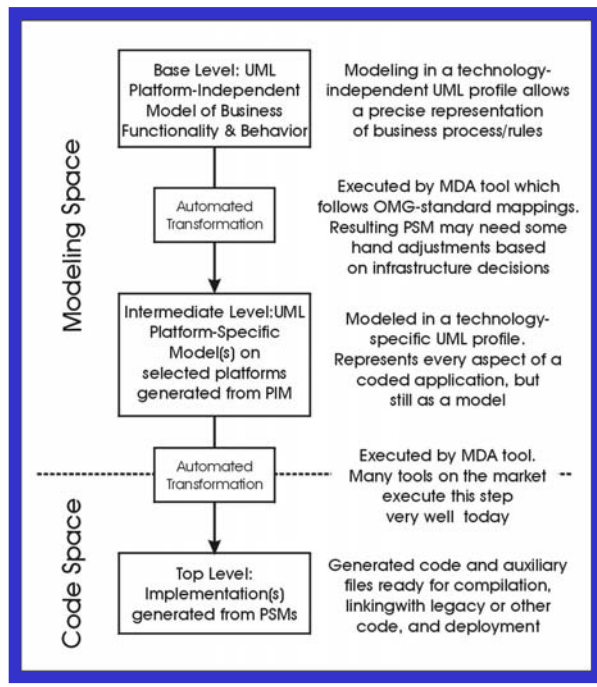 Modeling Space
Base Level: UML
Platform-Independent
Model of Business
Functionality & Behavior
Modeling in a technology-
independent UML profile allows
a precise representation
of business process/rules
Automated
Transformation
Executed by MDA tool which
follows OMG-standard mappings.
Resulting PSM may need some
hand adjustments based
on infrastructure decisions
Intermediate Level:UML
Platform-Specific
Model(s) on
selected platforms
generated from PIM
Modeled in a technology-
specific UML profile.
Represents every aspect of a
coded application, but
still as a model
Automated
Transformation
Executed by MDA tool.
Many tools on the market
execute this step
very well today
Code Space
Top Level:
Implementation(s)
generated from PSMs
Generated code and auxiliary
files ready for compilation,
linkingwith legacy or other
code, and deployment